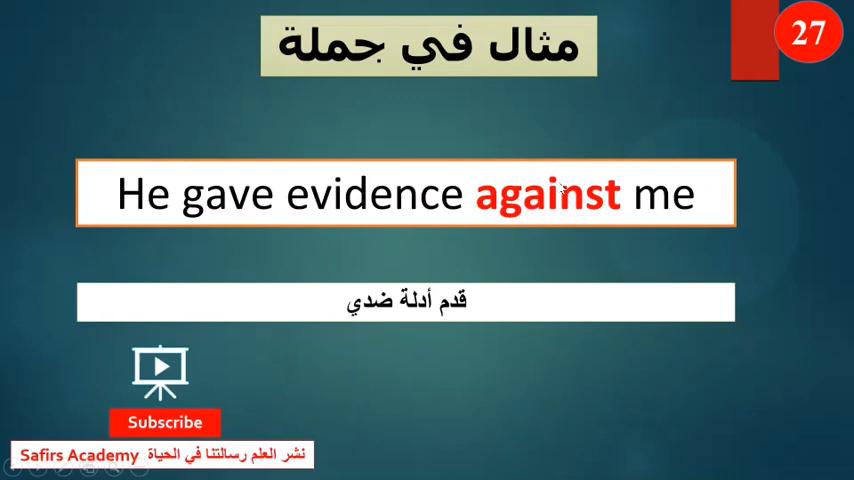 27
مثال في جملة
He gave evidence against me
قدم أدلة ضدي
Subscribe
Safirs Academy نشر العلم رسالتنا في الحياة